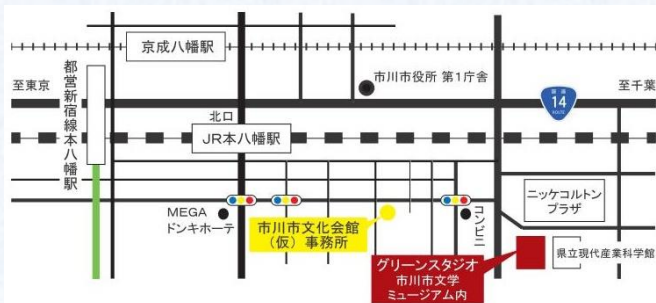 京成八幡駅
都営新宿線本八幡駅
至東京
市川市役所 第1庁舎
至千葉
国道
14
ROUTE
北口
JR本八幡駅
MEGA
ドンキホーテ
市川市文化会館
（仮）事務所
コンビニ
ニッケコルトン
プラザ
グリーンスタジオ
市川市文学
ミュージアム内
県立現代産業科学館